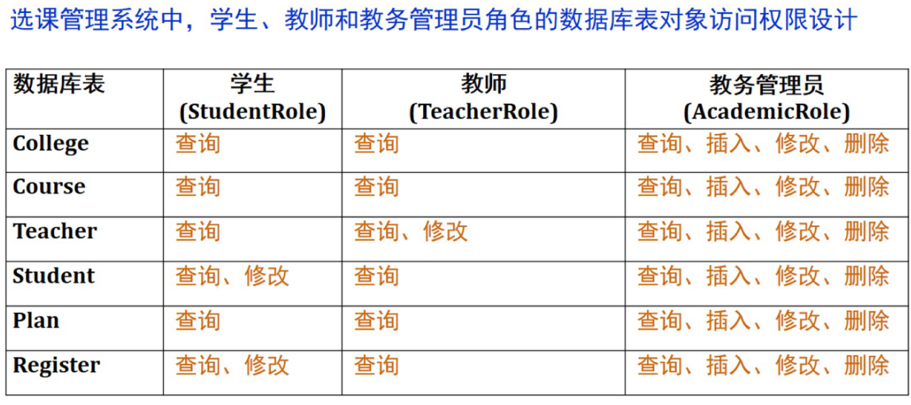 选课管理系统中，学生、教师和教务管理员角色的数据库表对象访问权限设计
数据库表 学生 (StudentRole) 教师 (TeacherRole) 教务管理员 (AcademicRole)
College 查询 查询 查询、插入、修改、删除
Course 查询 查询 查询、插入、修改、删除
Teacher 查询 查询、修改 查询、插入、修改、删除
Student 查询、修改 查询 查询、插入、修改、删除
Plan 查询 查询 查询、插入、修改、删除
Register 查询、修改 查询 查询、插入、修改、删除